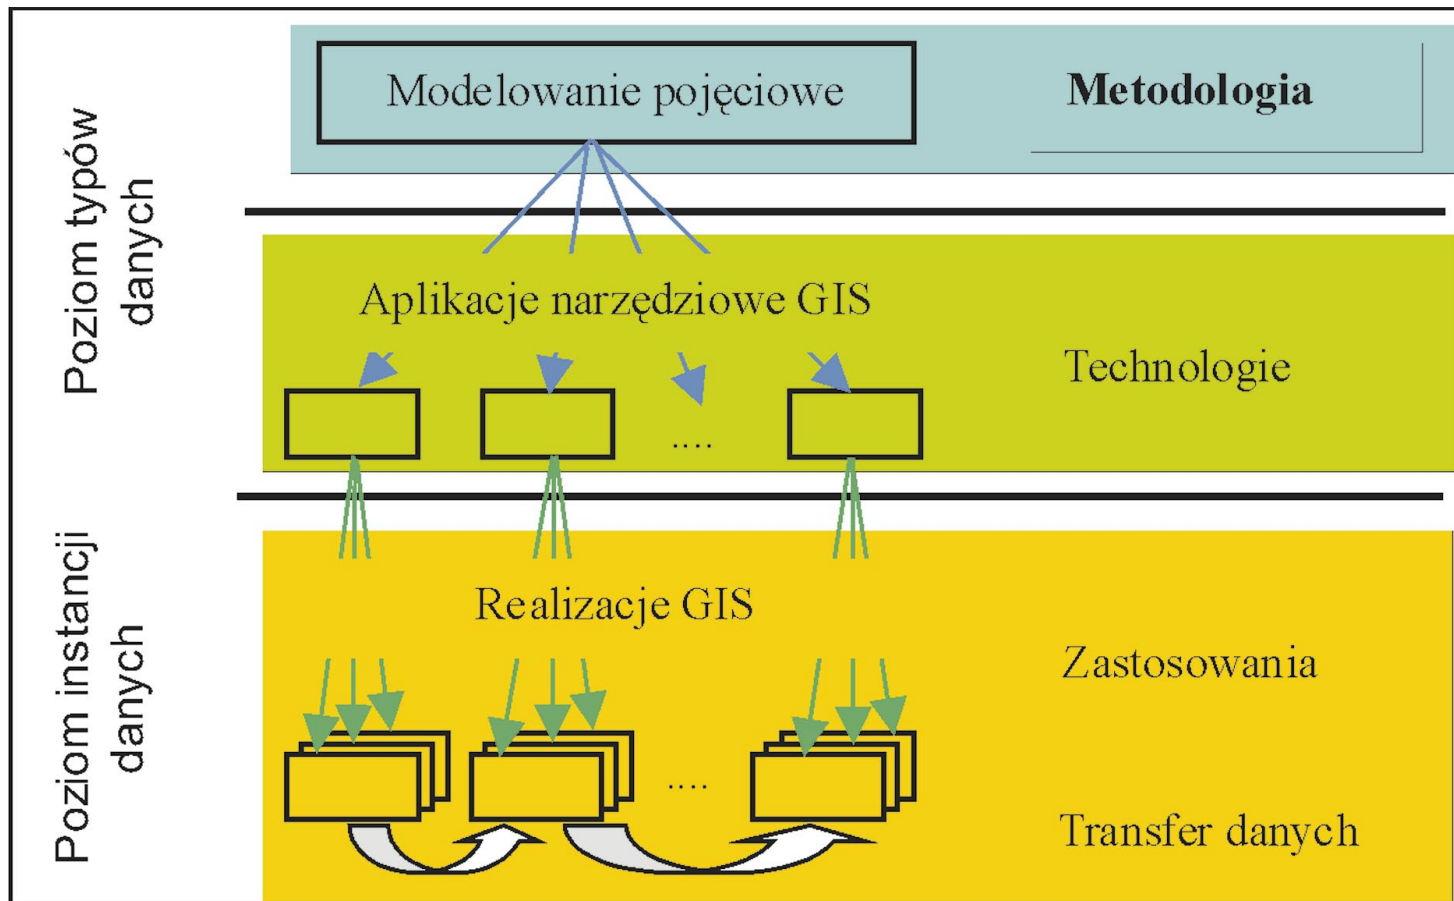 Poziom typów
danych
Modelowanie pojęciowe
Metodologia
Aplikacje narzędziowe GIS
Technologie
....
Poziom instancji
danych
Realizacje GIS
Zastosowania
....
Transfer danych